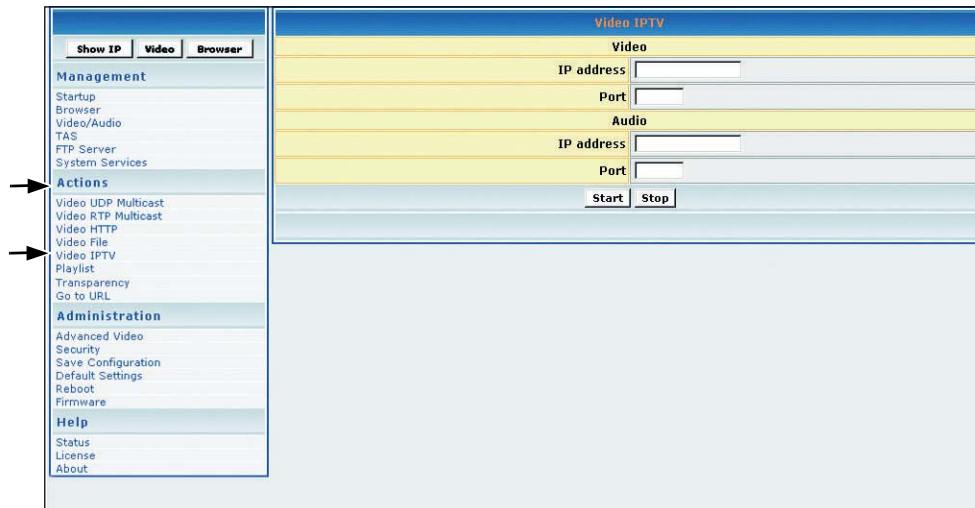 Show IP Video Browser
Management
Startup
Browser
Video/Audio
TAS
FTP Server
System Services
Actions
Video UDP Multicast
Video RTP Multicast
Video HTTP
Video File
Video IPTV
Playlist
Transparency
Go to URL
Administration
Advanced Video
Security
Save Configuration
Default Settings
Reboot
Firmware
Help
Status
License
About
Video IPTV
Video
IP address
Port
Audio
IP address
Port
Start Stop